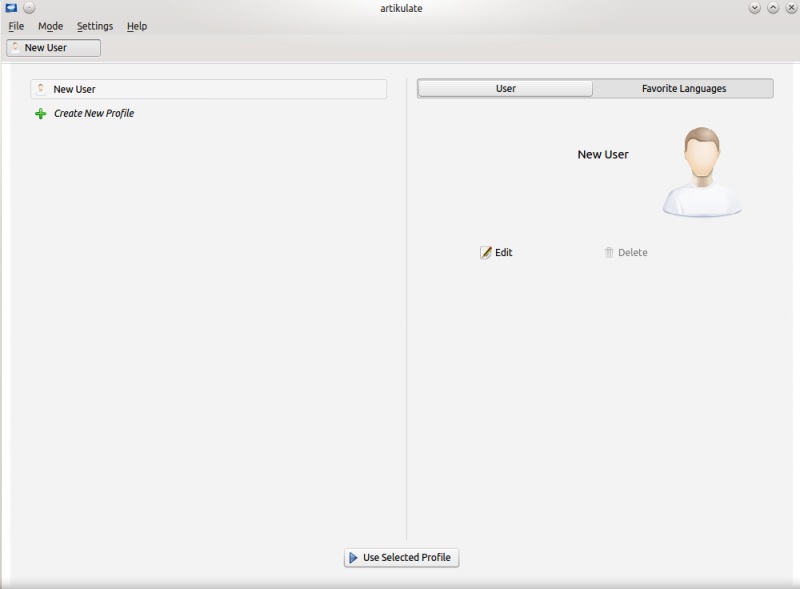 artikulate
File Mode Settings Help
New User
New User
Create New Profile
User Favorite Languages
New User
Edit Delete
Use Selected Profile